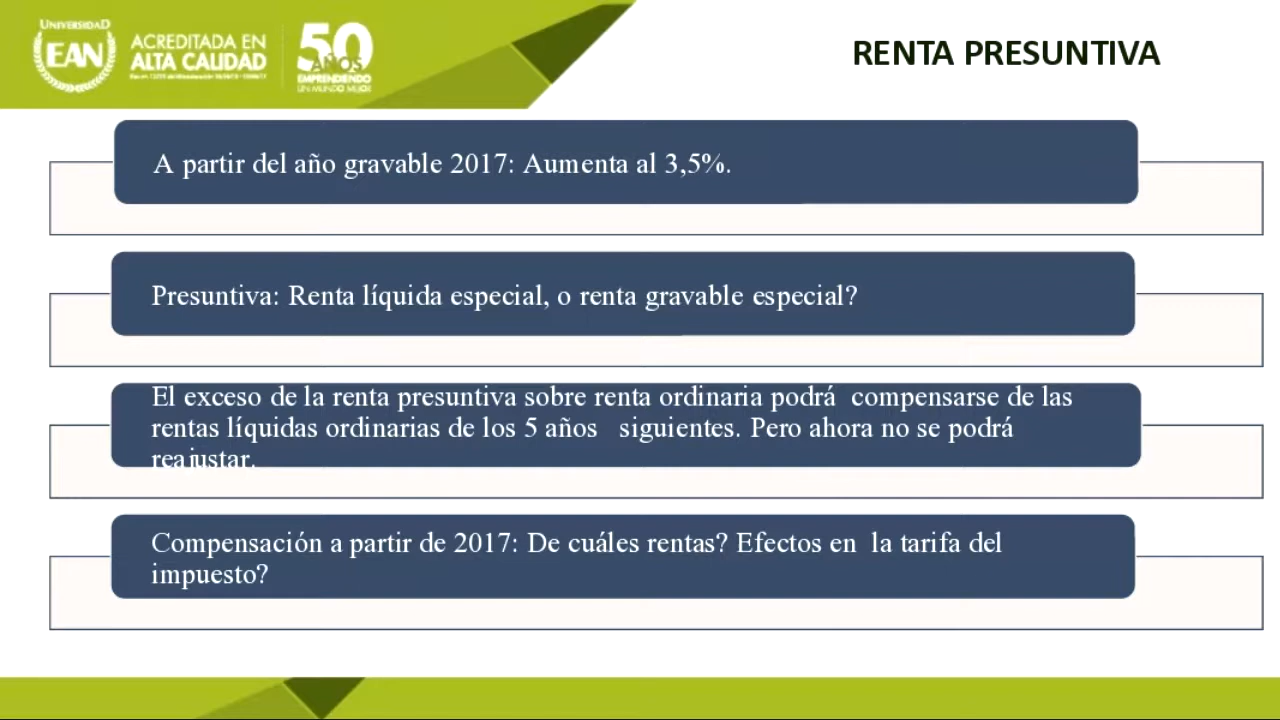 UNIVERSIDAD
EAN
ACREDITADA EN
ALTA CALIDAD
50
AÑOS
EMPRENDIENDO
UN MUNDO MEJOR
RENTA PRESUNTIVA
A partir del año gravable 2017: Aumenta al 3,5%.
Presuntiva: Renta líquida especial, o renta gravable especial?
El exceso de la renta presuntiva sobre renta ordinaria podrá compensarse de las
rentas líquidas ordinarias de los 5 años siguientes. Pero ahora no se podrá
reajustar.
Compensación a partir de 2017: De cuáles rentas? Efectos en la tarifa del
impuesto?